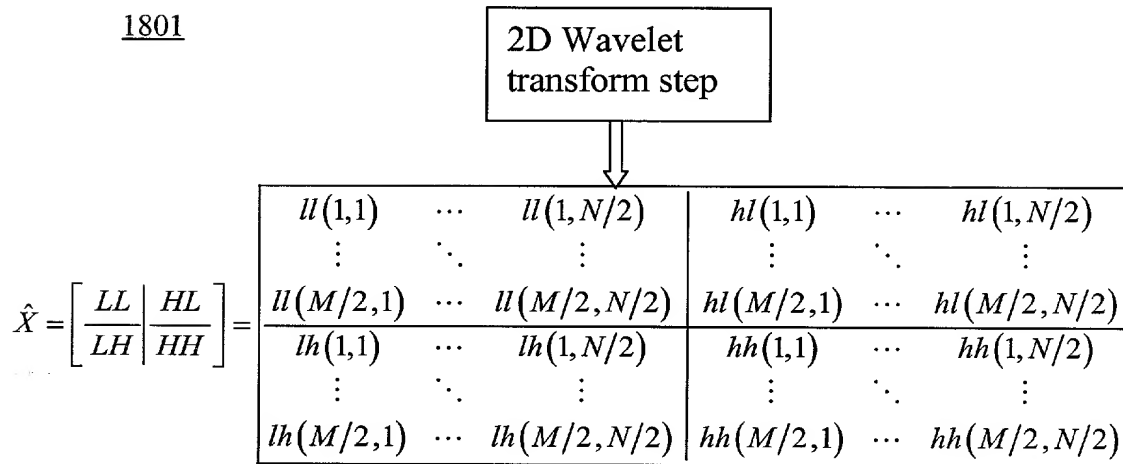 1801
2D Wavelet
transform step
X̂ = [ LL | HL ; LH | HH ] =
ll(1,1) ⋯ ll(1,N/2) hl(1,1) ⋯ hl(1,N/2)
⋮ ⋱ ⋮ ⋮ ⋱ ⋮
ll(M/2,1) ⋯ ll(M/2,N/2) hl(M/2,1) ⋯ hl(M/2,N/2)
lh(1,1) ⋯ lh(1,N/2) hh(1,1) ⋯ hh(1,N/2)
⋮ ⋱ ⋮ ⋮ ⋱ ⋮
lh(M/2,1) ⋯ lh(M/2,N/2) hh(M/2,1) ⋯ hh(M/2,N/2)